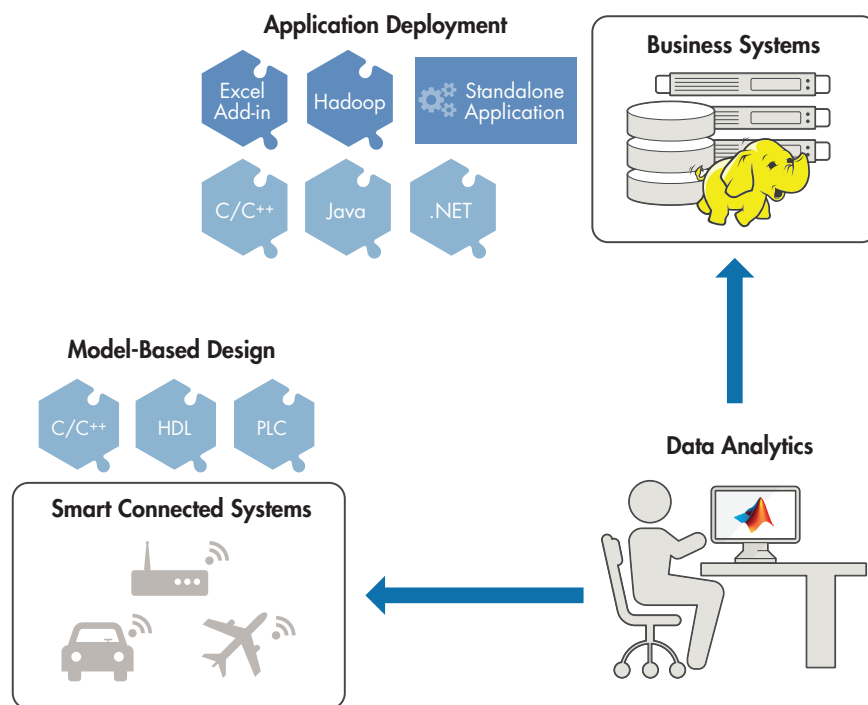 Application Deployment
Business Systems
Excel
Add-in
Hadoop
Standalone
Application
C/C++
Java
.NET
Model-Based Design
C/C++
HDL
PLC
Data Analytics
Smart Connected Systems